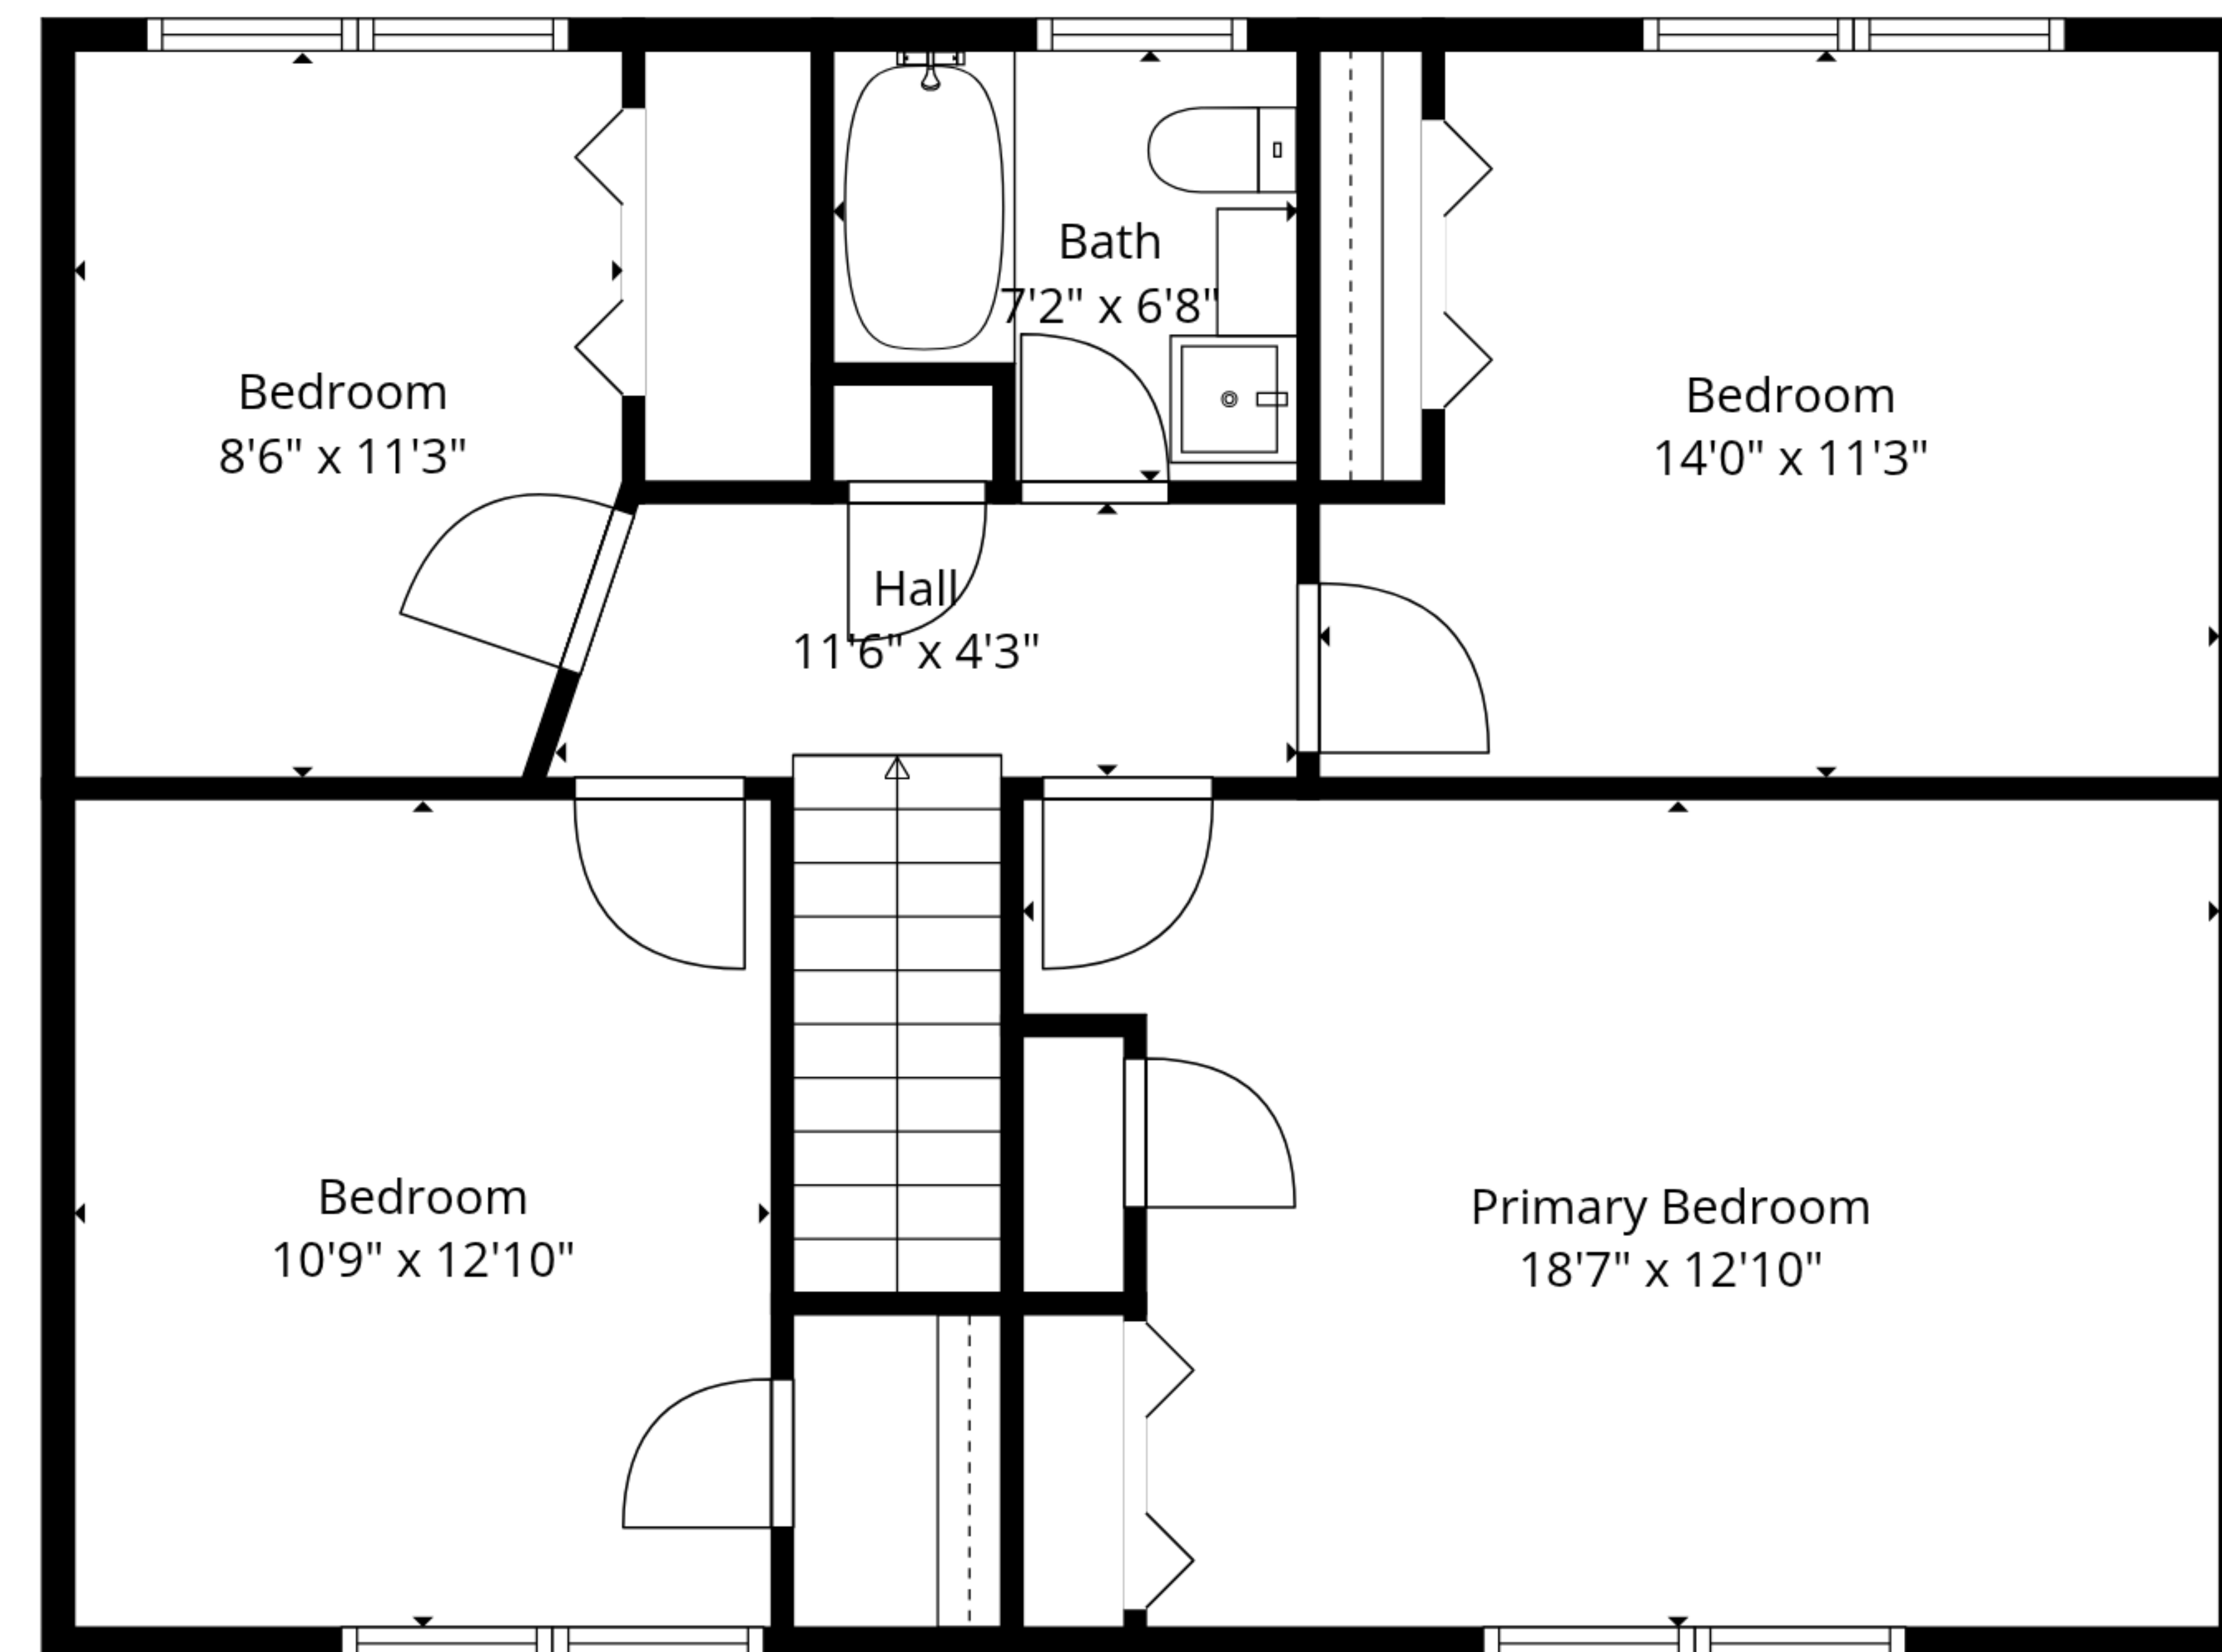 Bath
7'2" x 6'8"
Bedroom
8'6" x 11'3"
Bedroom
14'0" x 11'3"
Hall
11'6" x 4'3"
Bedroom
10'9" x 12'10"
Primary Bedroom
18'7" x 12'10"